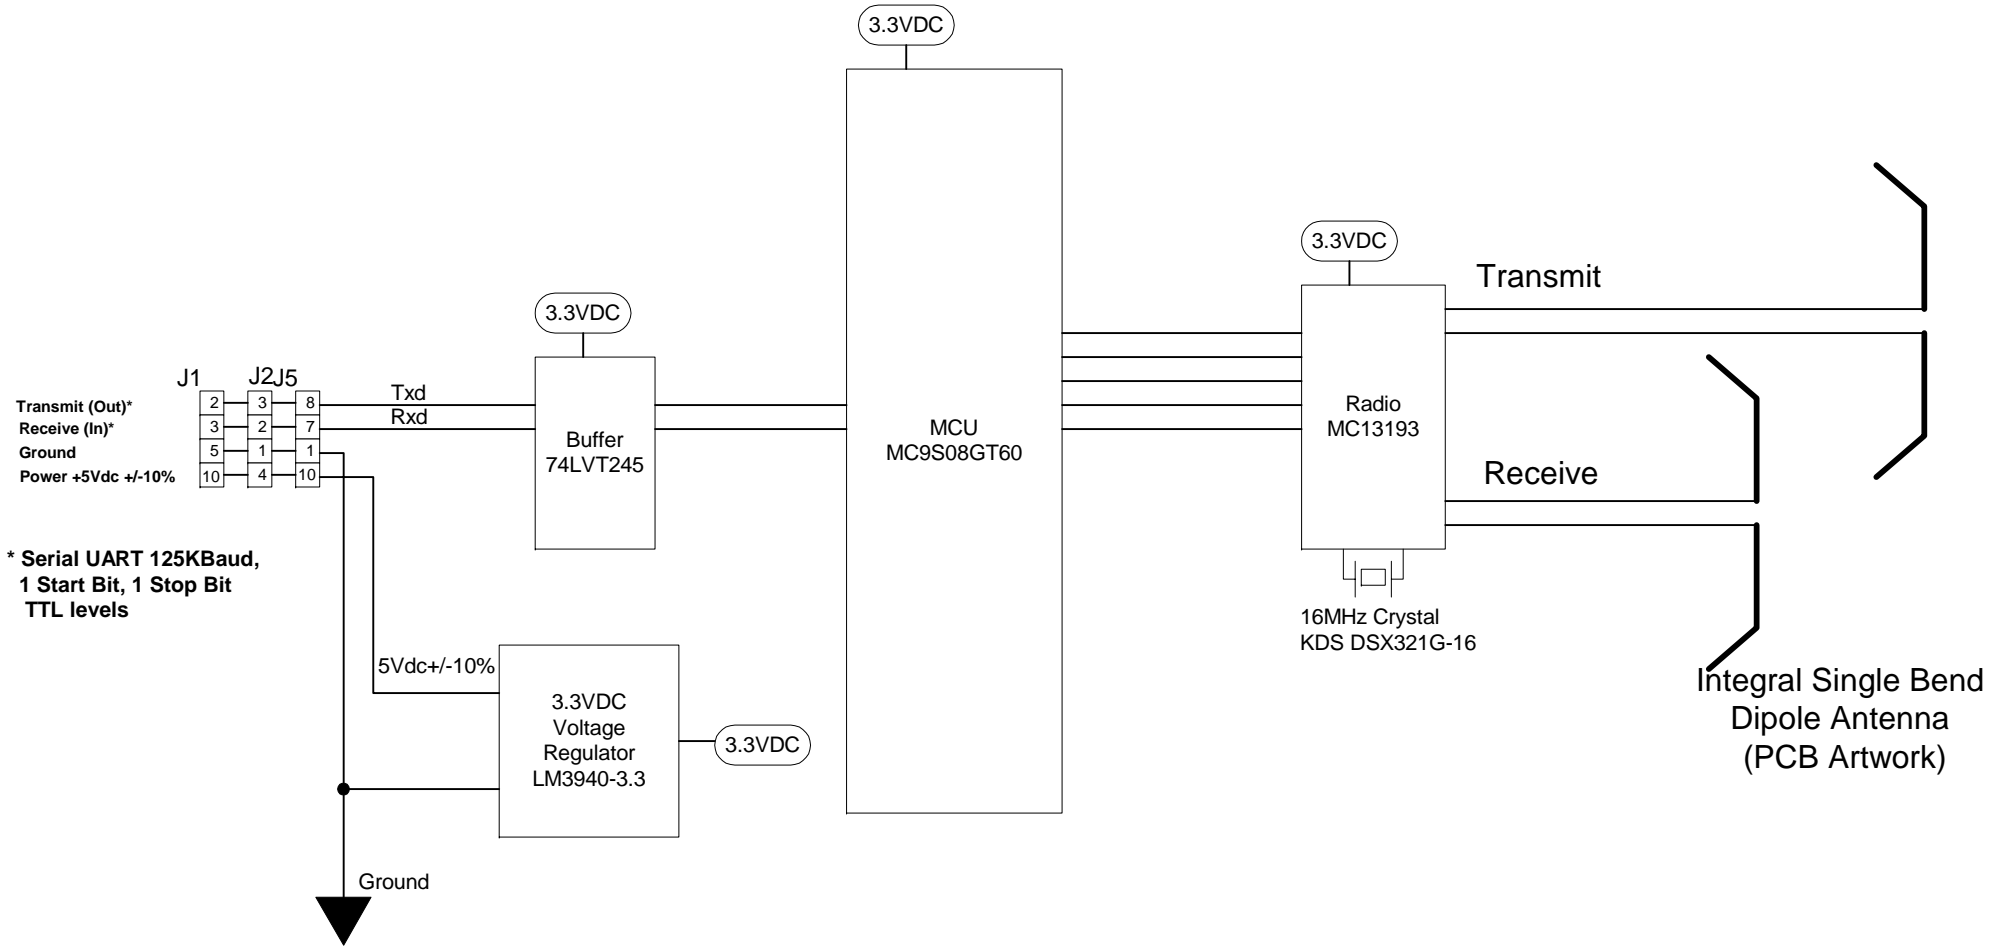 3.3VDC
3.3VDC
Transmit
3.3VDC
J1 J2 J5
Transmit (Out)* 2 3 8 Txd
Receive (In)* 3 2 7 Rxd
Ground 5 1 1
Power +5Vdc +/-10% 10 4 10
Buffer
74LVT245
MCU
MC9S08GT60
Radio
MC13193
Receive
* Serial UART 125KBaud,
1 Start Bit, 1 Stop Bit
TTL levels
16MHz Crystal
KDS DSX321G-16
5Vdc+/-10%
3.3VDC
Voltage
Regulator
LM3940-3.3
3.3VDC
Integral Single Bend
Dipole Antenna
(PCB Artwork)
Ground